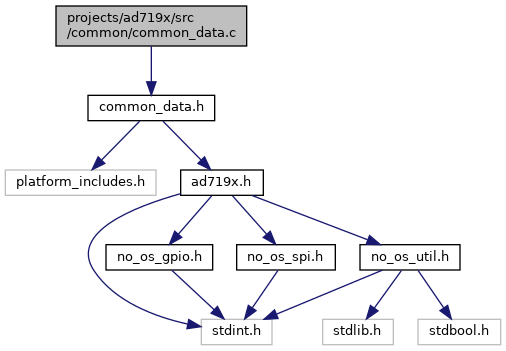 projects/ad719x/src
/common/common_data.c
common_data.h
platform_includes.h
ad719x.h
no_os_gpio.h
no_os_spi.h
no_os_util.h
stdint.h
stdlib.h
stdbool.h